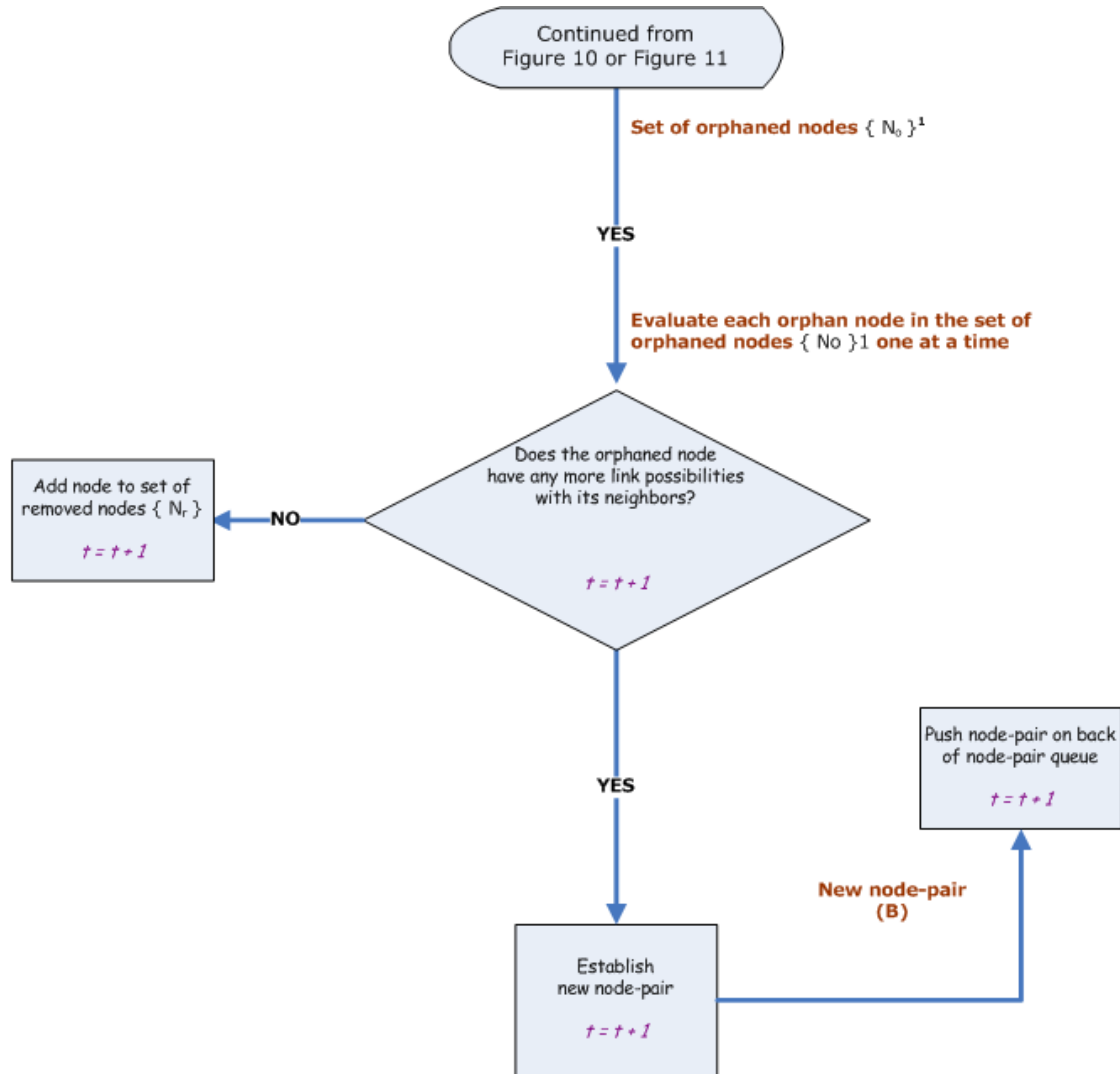 Continued from
Figure 10 or Figure 11
Set of orphaned nodes { Nₒ }¹
YES
Evaluate each orphan node in the set of
orphaned nodes { No }1 one at a time
Does the orphaned node
have any more link possibilities
with its neighbors?
t = t + 1
NO
Add node to set of
removed nodes { Nᵣ }
t = t + 1
YES
Push node-pair on back
of node-pair queue
t = t + 1
New node-pair
(B)
Establish
new node-pair
t = t + 1